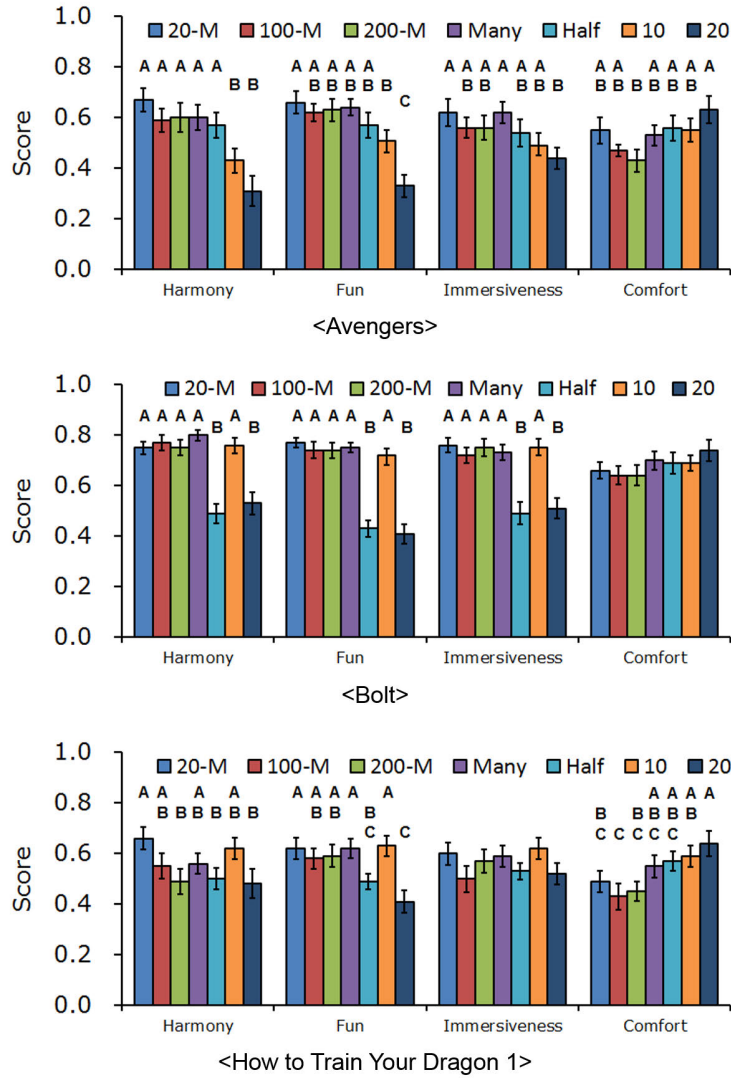 1.0
20-M 100-M 200-M Many Half 10 20
0.8
A A A A A A A A A A A A A A A A A A A A A A
B B B B B B B B B B B B B B B B B B
C
0.6
0.4
0.2
0.0
Score
Harmony Fun Immersiveness Comfort
<Avengers>
1.0
20-M 100-M 200-M Many Half 10 20
A A A A A A A A A A A A A A A
B B B B B B
0.8
0.6
0.4
0.2
0.0
Score
Harmony Fun Immersiveness Comfort
<Bolt>
1.0
20-M 100-M 200-M Many Half 10 20
0.8
A A A A A A A A A A A A A
B B B B B B B B B B B B B B
C C C C C C C
0.6
0.4
0.2
0.0
Score
Harmony Fun Immersiveness Comfort
<How to Train Your Dragon 1>